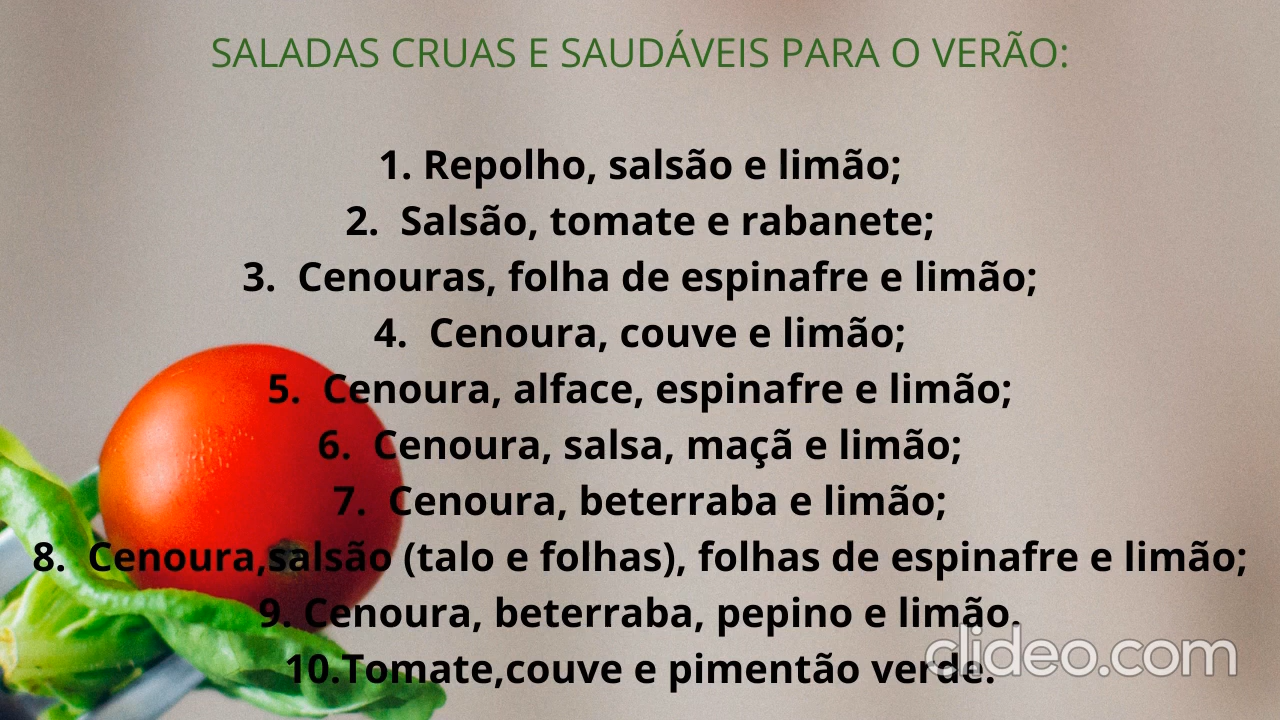 SALADAS CRUAS E SAUDÁVEIS PARA O VERÃO:
1. Repolho, salsão e limão;
2. Salsão, tomate e rabanete;
3. Cenouras, folha de espinafre e limão;
4. Cenoura, couve e limão;
5. Cenoura, alface, espinafre e limão;
6. Cenoura, salsa, maçã e limão;
7. Cenoura, beterraba e limão;
8. Cenoura,salsão (talo e folhas), folhas de espinafre e limão;
9. Cenoura, beterraba, pepino e limão.
10.Tomate,couve e pimentão verde.
clideo.com